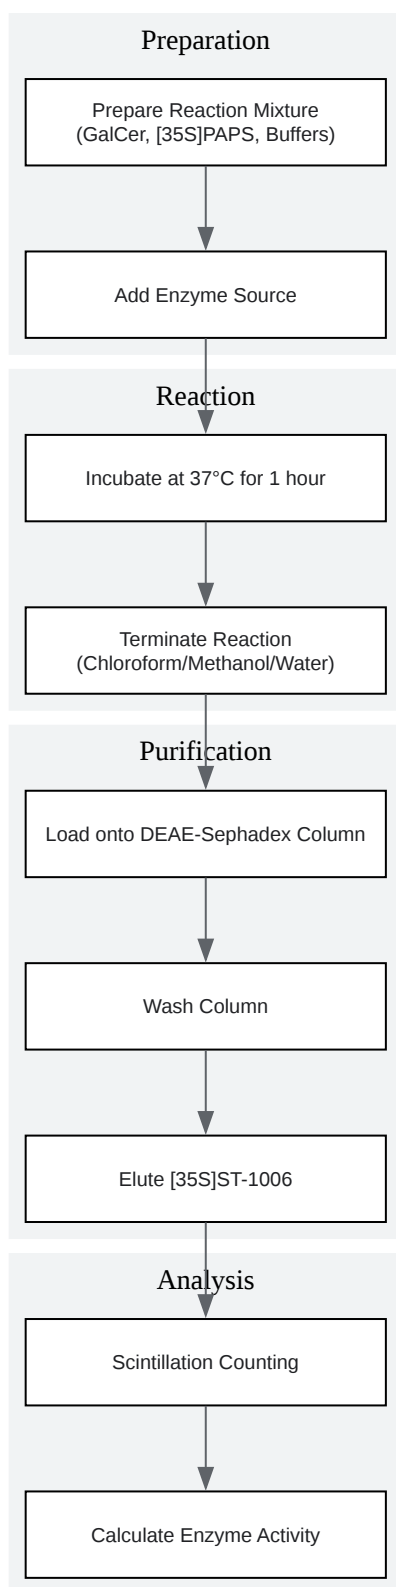 Preparation
Prepare Reaction Mixture
(GalCer, [35S]PAPS, Buffers)
Add Enzyme Source
Reaction
Incubate at 37°C for 1 hour
Terminate Reaction
(Chloroform/Methanol/Water)
Purification
Load onto DEAE-Sephadex Column
Wash Column
Elute [35S]ST-1006
Analysis
Scintillation Counting
Calculate Enzyme Activity